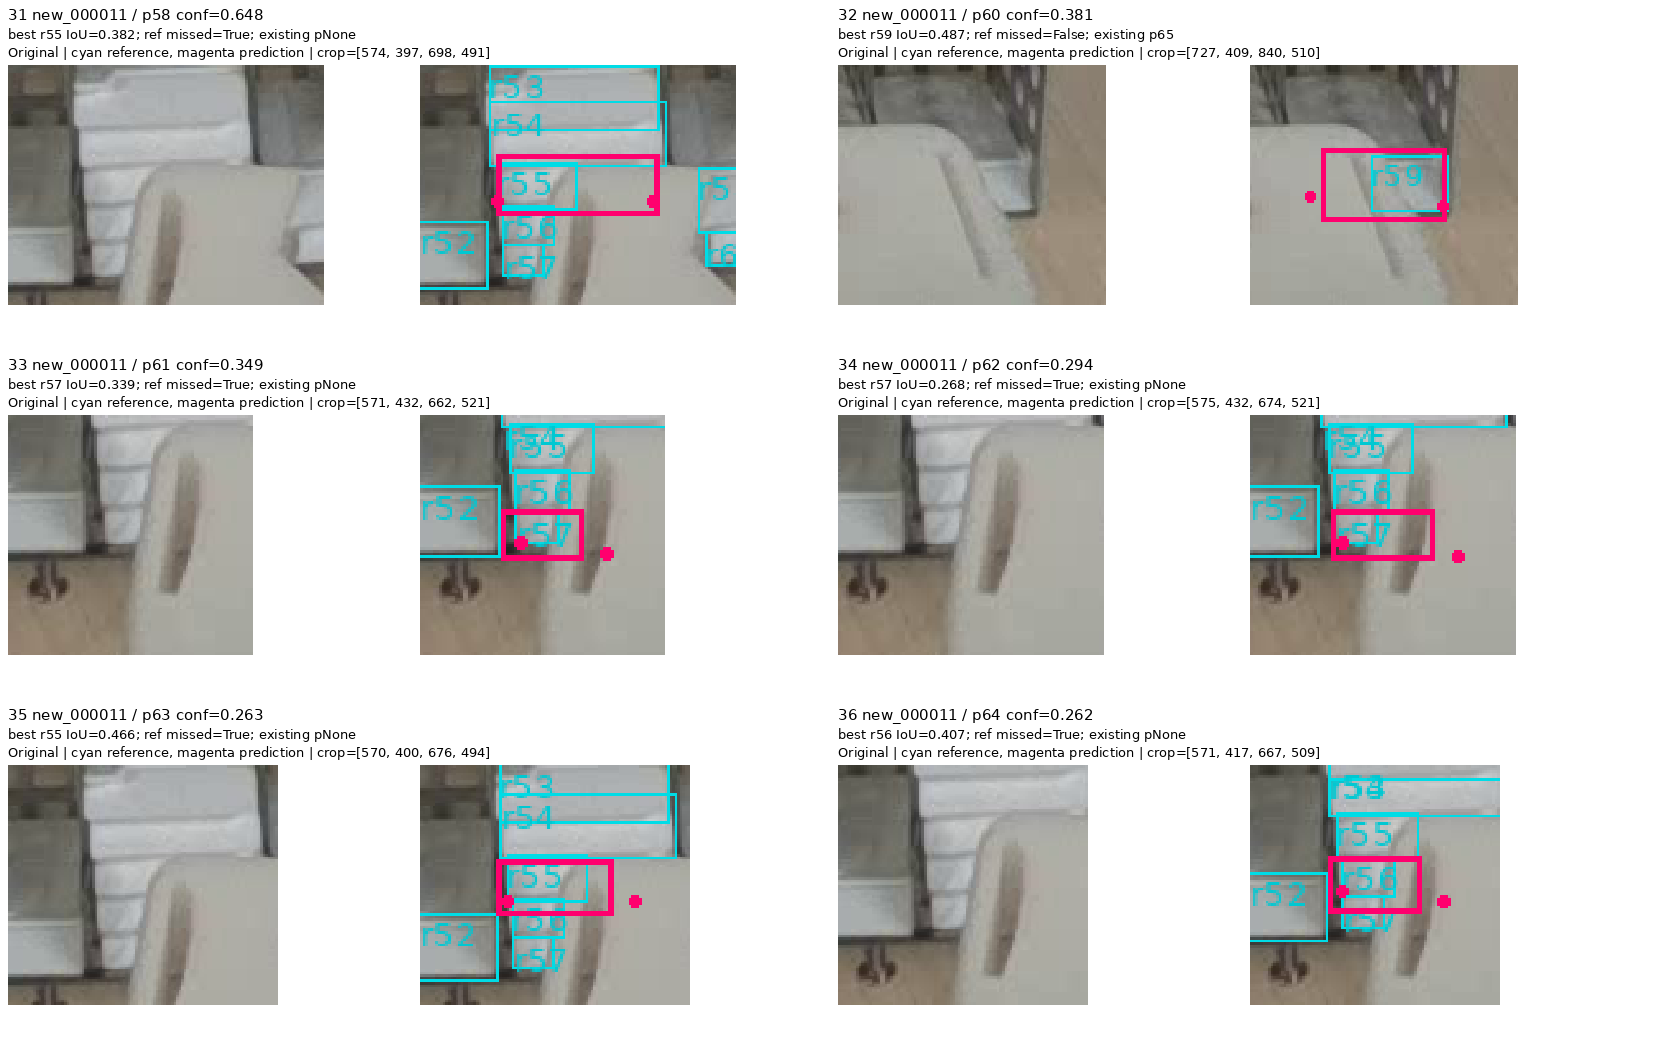 31 new_000011 / p58 conf=0.648
best r55 IoU=0.382; ref missed=True; existing pNone
Original | cyan reference, magenta prediction | crop=[574, 397, 698, 491]
r53
r54
r55
r5
r56
r52
r57
r6
32 new_000011 / p60 conf=0.381
best r59 IoU=0.487; ref missed=False; existing p65
Original | cyan reference, magenta prediction | crop=[727, 409, 840, 510]
r59
33 new_000011 / p61 conf=0.349
best r57 IoU=0.339; ref missed=True; existing pNone
Original | cyan reference, magenta prediction | crop=[571, 432, 662, 521]
r54
r55
r56
r52
r57
34 new_000011 / p62 conf=0.294
best r57 IoU=0.268; ref missed=True; existing pNone
Original | cyan reference, magenta prediction | crop=[575, 432, 674, 521]
r54
r55
r56
r52
r57
35 new_000011 / p63 conf=0.263
best r55 IoU=0.466; ref missed=True; existing pNone
Original | cyan reference, magenta prediction | crop=[570, 400, 676, 494]
r53
r54
r55
r56
r52
r57
36 new_000011 / p64 conf=0.262
best r56 IoU=0.407; ref missed=True; existing pNone
Original | cyan reference, magenta prediction | crop=[571, 417, 667, 509]
r55
r56
r52
r57